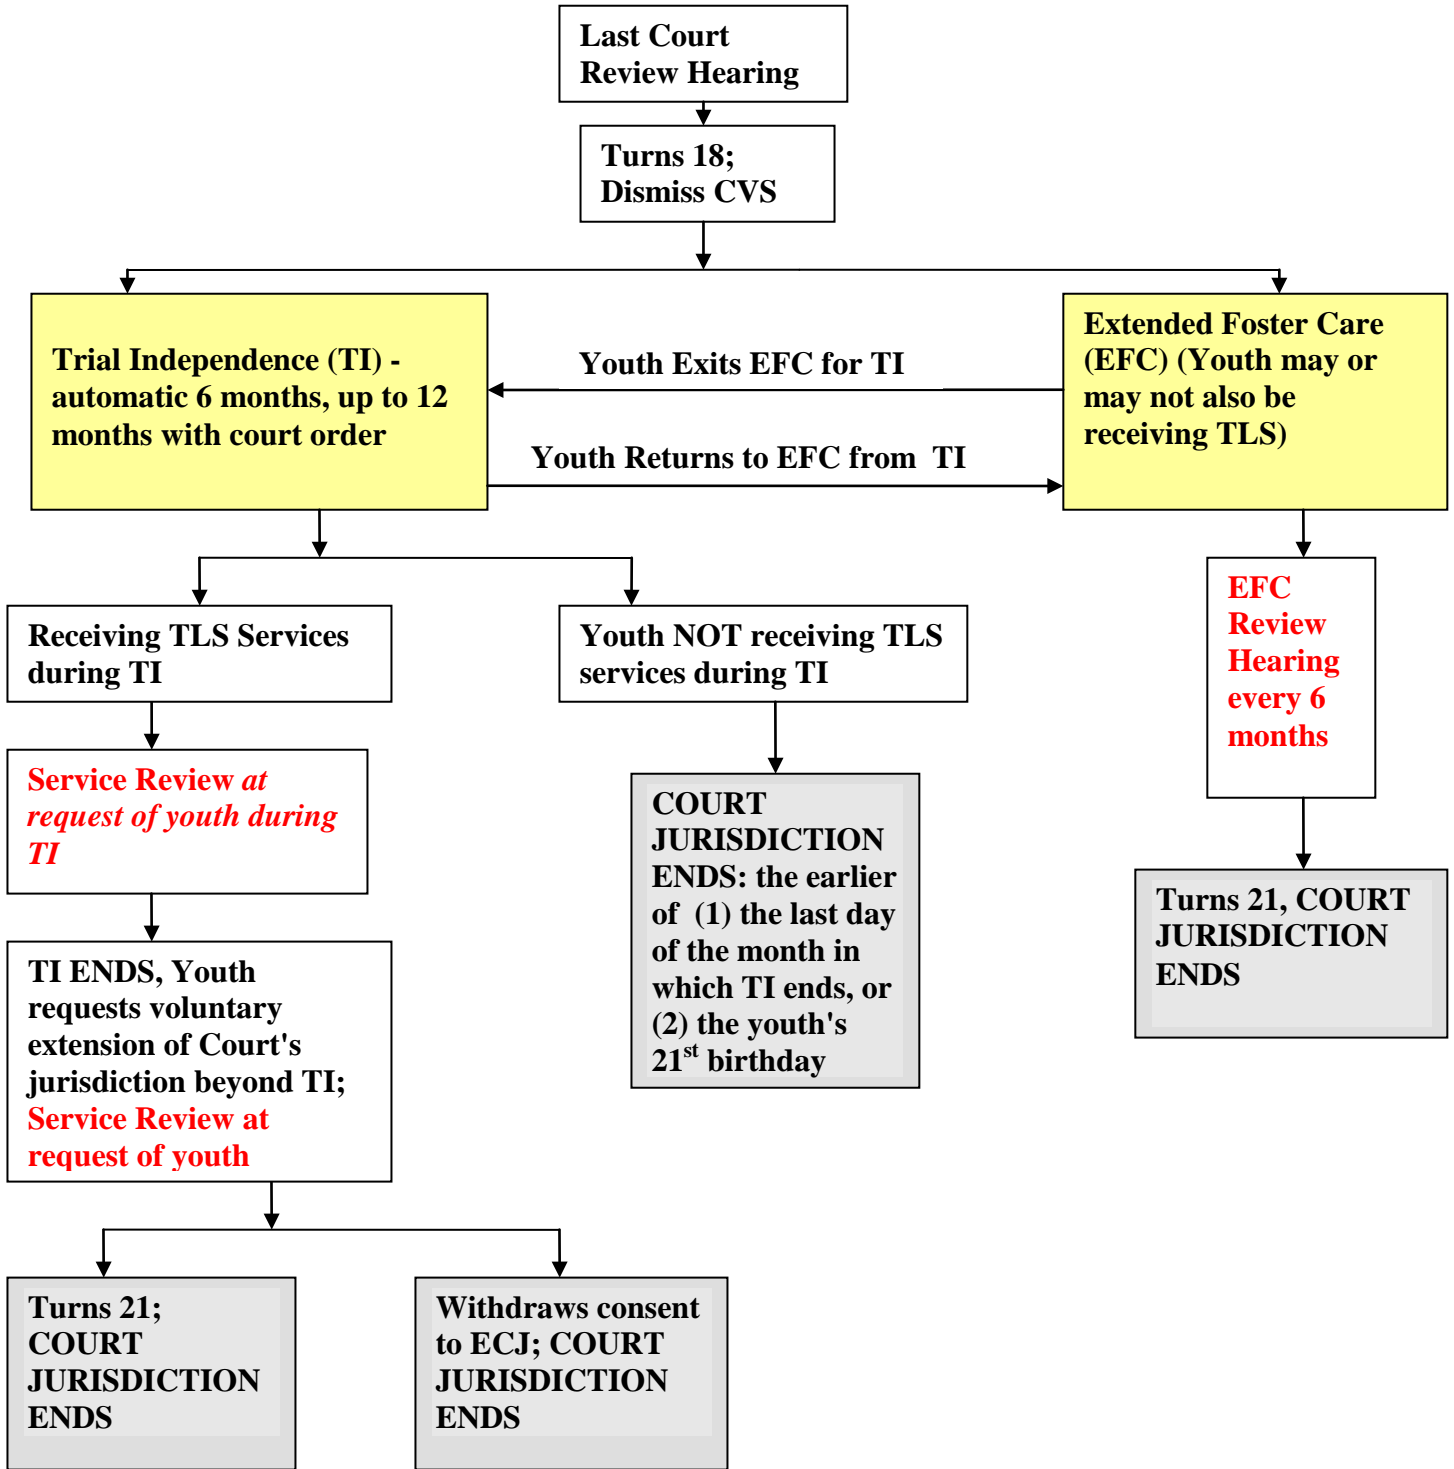 Last Court
Review Hearing
Turns 18;
Dismiss CVS
Trial Independence (TI) -
automatic 6 months, up to 12
months with court order
Youth Exits EFC for TI
Youth Returns to EFC from TI
Extended Foster Care
(EFC) (Youth may or
may not also be
receiving TLS)
Receiving TLS Services
during TI
Youth NOT receiving TLS
services during TI
EFC
Review
Hearing
every 6
months
Service Review at
request of youth during
TI
COURT
JURISDICTION
ENDS: the earlier
of (1) the last day
of the month in
which TI ends, or
(2) the youth's
21st birthday
Turns 21, COURT
JURISDICTION
ENDS
TI ENDS, Youth
requests voluntary
extension of Court's
jurisdiction beyond TI;
Service Review at
request of youth
Turns 21;
COURT
JURISDICTION
ENDS
Withdraws consent
to ECJ; COURT
JURISDICTION
ENDS